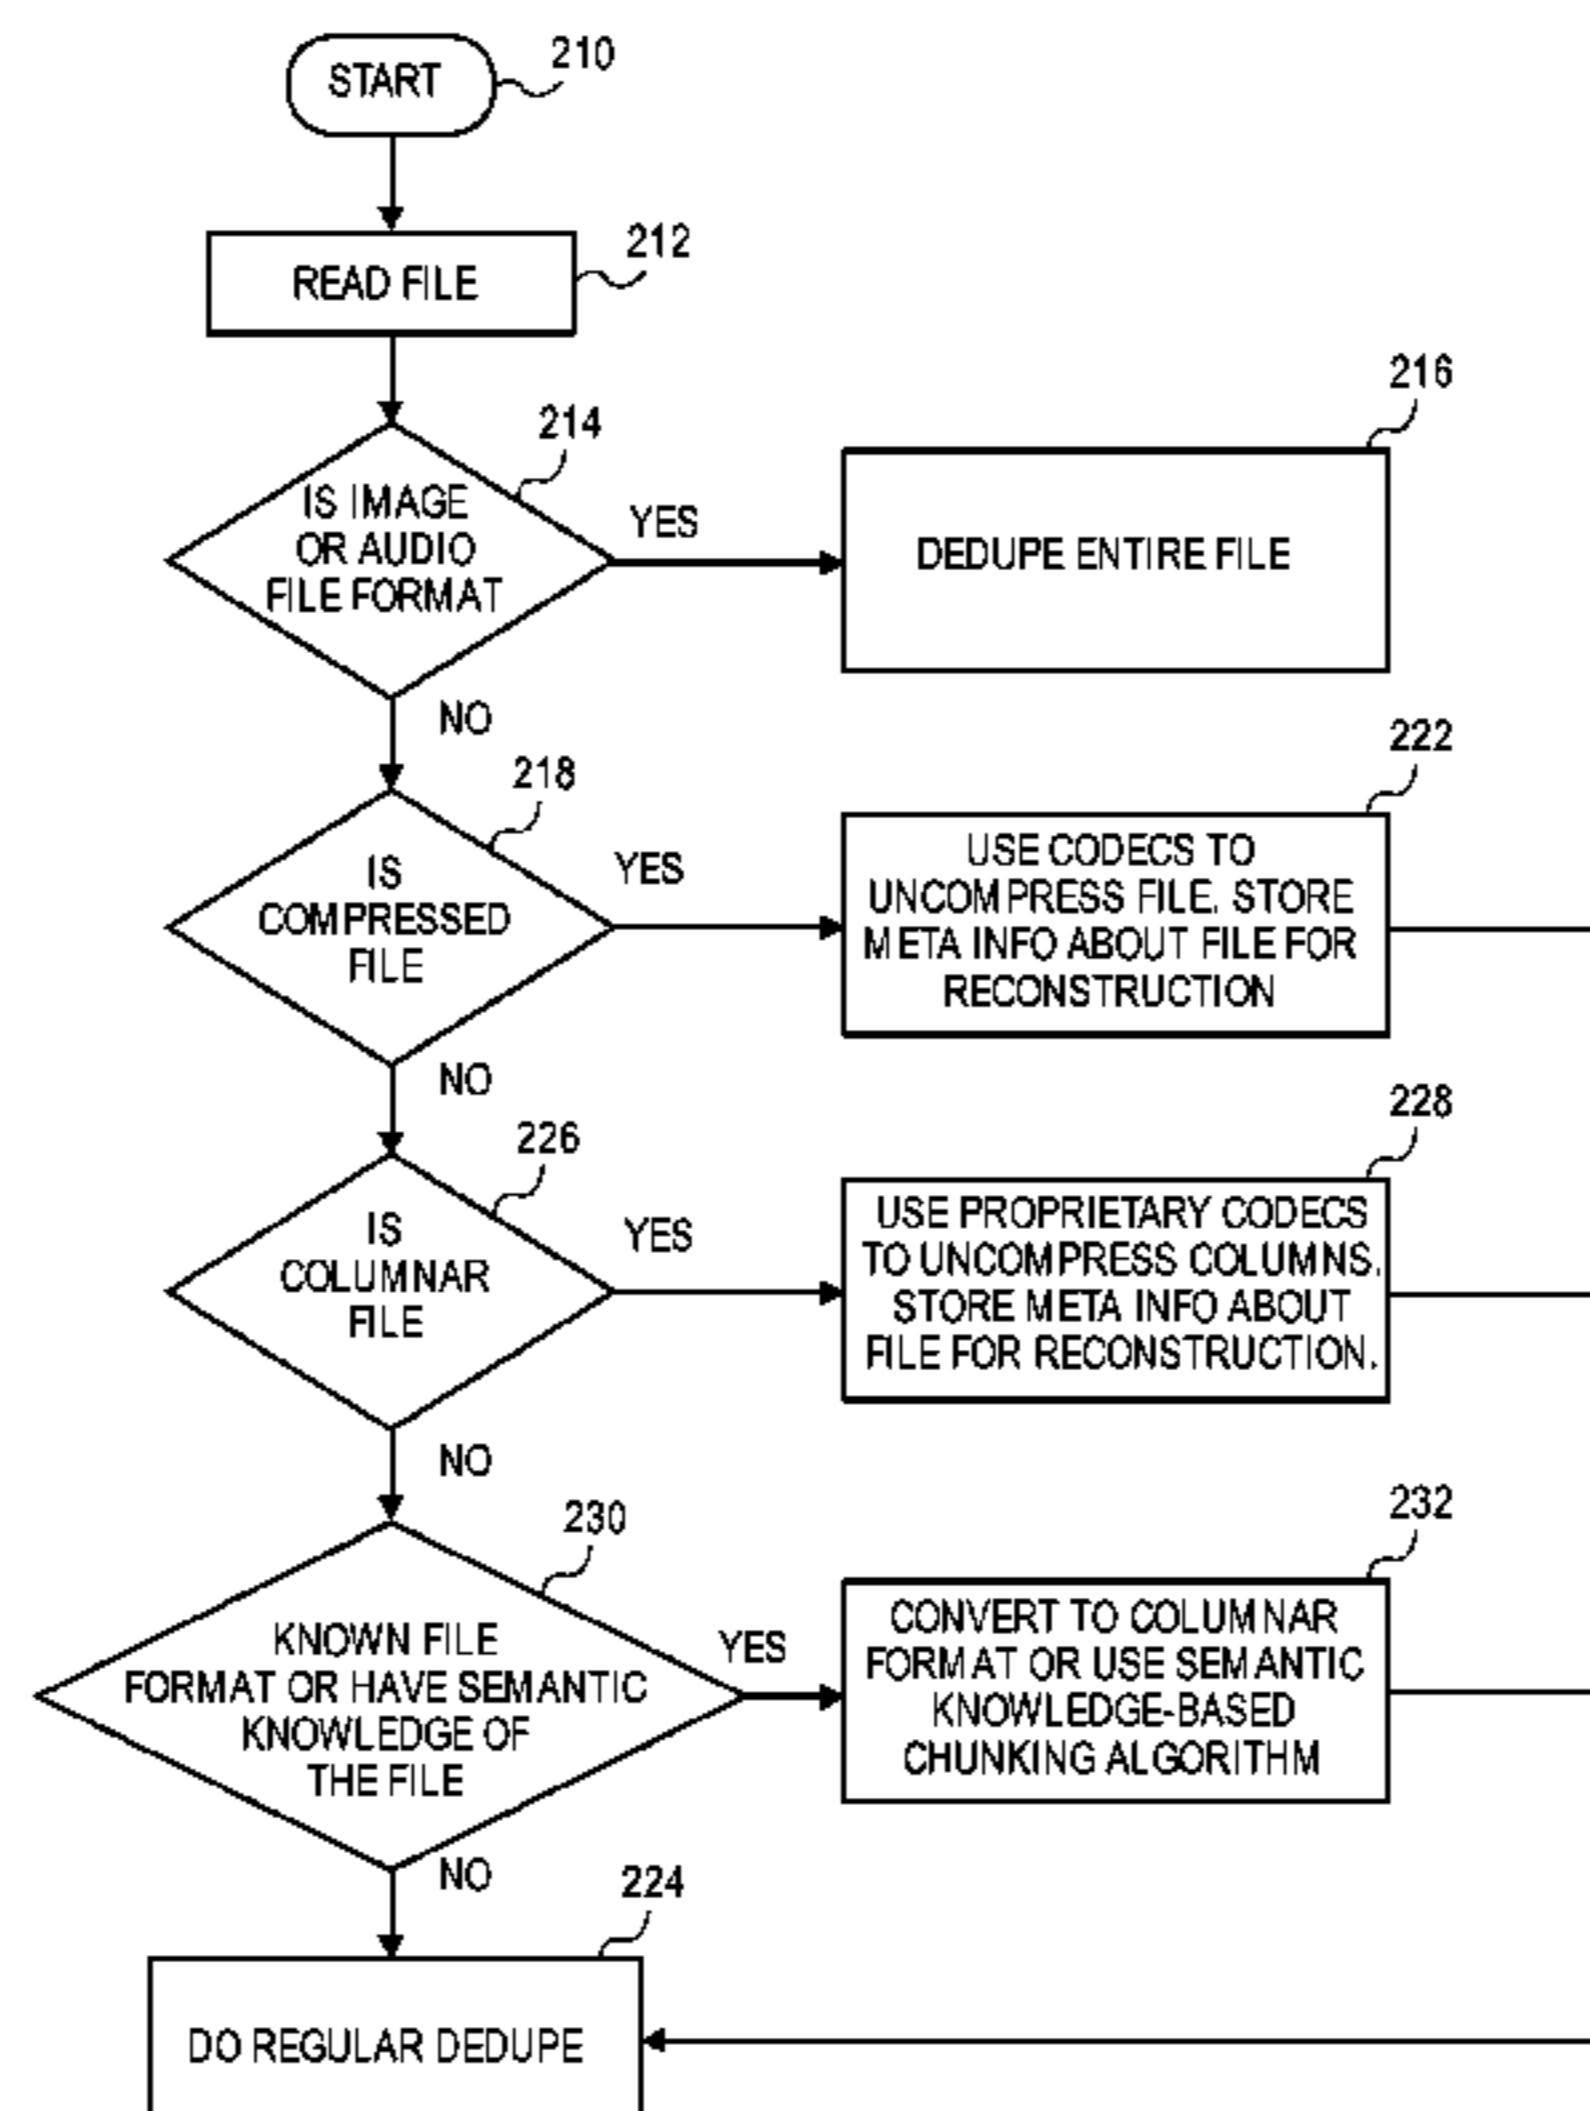 START
210
READ FILE
212
IS IMAGE
OR AUDIO
FILE FORMAT
214
YES
NO
DEDUPE ENTIRE FILE
216
IS
COMPRESSED
FILE
218
YES
NO
USE CODECS TO
UNCOMPRESS FILE. STORE
META INFO ABOUT FILE FOR
RECONSTRUCTION
222
IS
COLUMNAR
FILE
226
YES
NO
USE PROPRIETARY CODECS
TO UNCOMPRESS COLUMNS.
STORE META INFO ABOUT
FILE FOR RECONSTRUCTION.
228
KNOWN FILE
FORMAT OR HAVE SEMANTIC
KNOWLEDGE OF
THE FILE
230
YES
NO
CONVERT TO COLUMNAR
FORMAT OR USE SEMANTIC
KNOWLEDGE-BASED
CHUNKING ALGORITHM
232
DO REGULAR DEDUPE
224